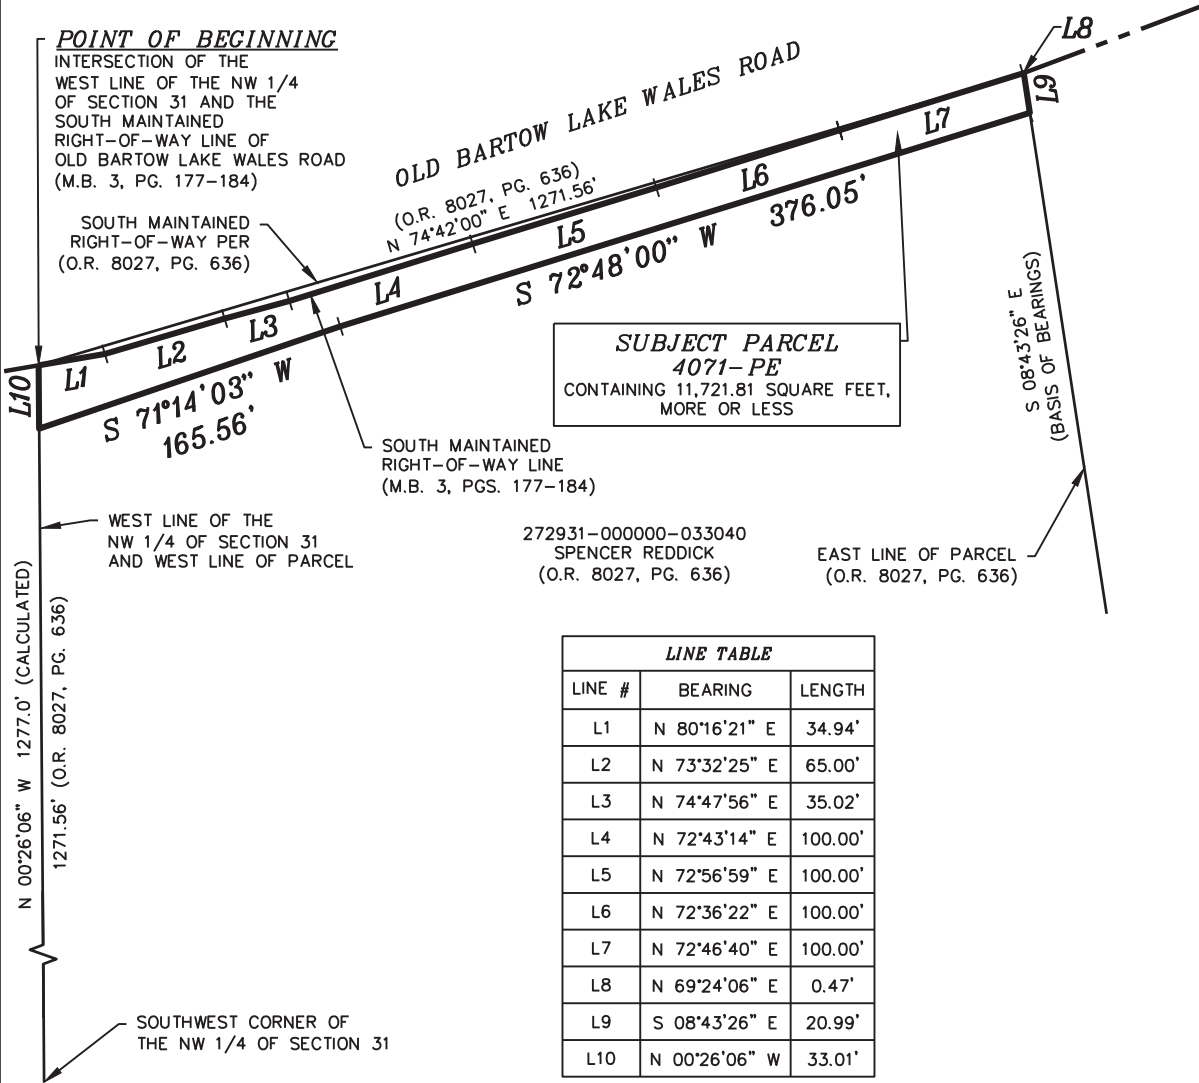 POINT OF BEGINNING
INTERSECTION OF THE
WEST LINE OF THE NW 1/4
OF SECTION 31 AND THE
SOUTH MAINTAINED
RIGHT-OF-WAY LINE OF
OLD BARTOW LAKE WALES ROAD
(M.B. 3, PG. 177-184)
SOUTH MAINTAINED
RIGHT-OF-WAY PER
(O.R. 8027, PG. 636)
OLD BARTOW LAKE WALES ROAD
(O.R. 8027, PG. 636)
N 74°42'00" E 1271.56'
L8
L9
L7
L6
L5
L4
L3
L2
L1
L10
S 72°48'00" W 376.05'
S 71°14'03" W
165.56'
SUBJECT PARCEL
4071-PE
CONTAINING 11,721.81 SQUARE FEET,
MORE OR LESS
S 08°43'26" E
(BASIS OF BEARINGS)
SOUTH MAINTAINED
RIGHT-OF-WAY LINE
(M.B. 3, PGS. 177-184)
WEST LINE OF THE
NW 1/4 OF SECTION 31
AND WEST LINE OF PARCEL
272931-000000-033040
SPENCER REDDICK
(O.R. 8027, PG. 636)
EAST LINE OF PARCEL
(O.R. 8027, PG. 636)
N 00°26'06" W 1277.0' (CALCULATED)
1271.56' (O.R. 8027, PG. 636)
LINE TABLE
LINE # BEARING LENGTH
L1 N 80°16'21" E 34.94'
L2 N 73°32'25" E 65.00'
L3 N 74°47'56" E 35.02'
L4 N 72°43'14" E 100.00'
L5 N 72°56'59" E 100.00'
L6 N 72°36'22" E 100.00'
L7 N 72°46'40" E 100.00'
L8 N 69°24'06" E 0.47'
L9 S 08°43'26" E 20.99'
L10 N 00°26'06" W 33.01'
SOUTHWEST CORNER OF
THE NW 1/4 OF SECTION 31